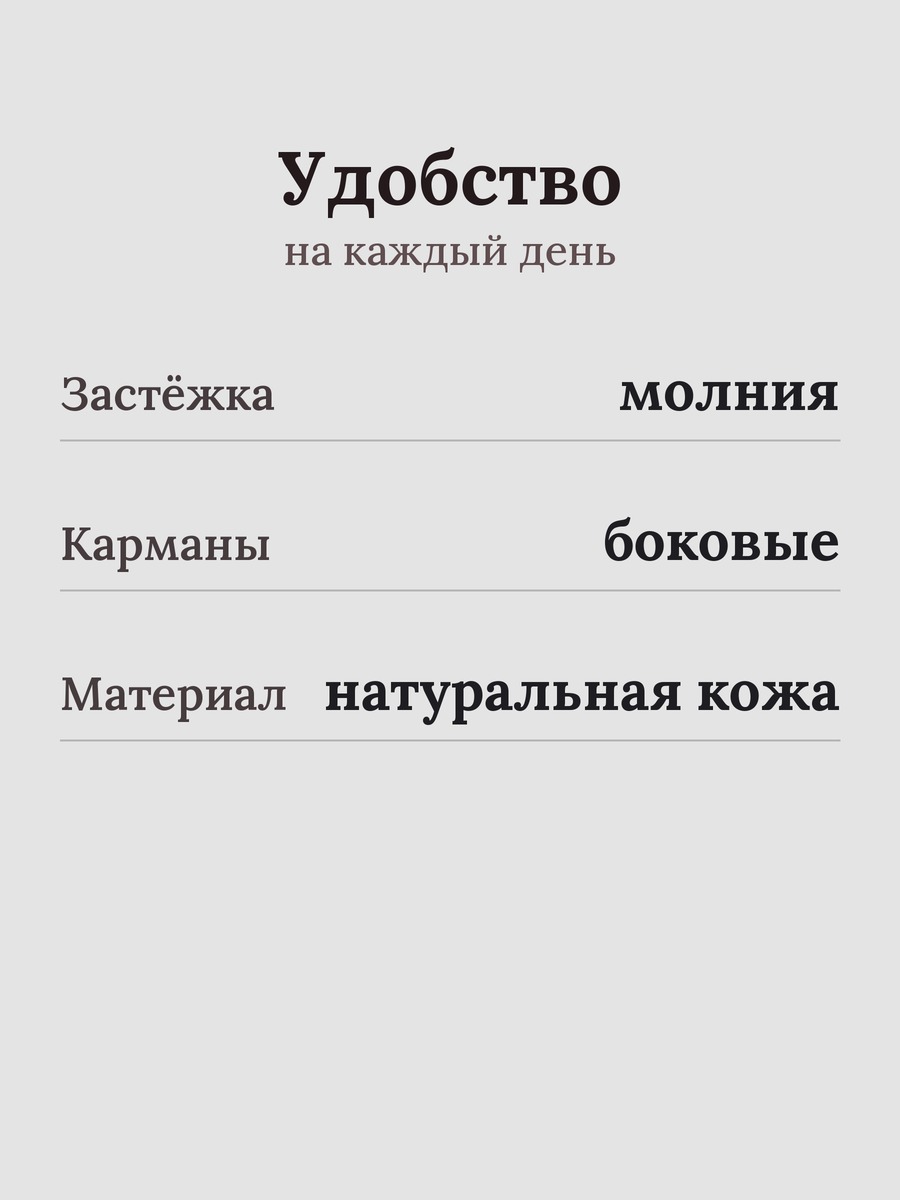 Удобство
на каждый день
Застёжка молния
Карманы боковые
Материал натуральная кожа